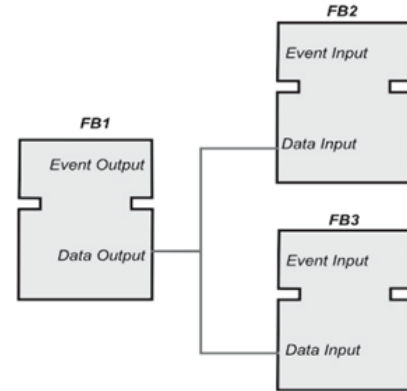 FB1
Event Output
Data Output
FB2
Event Input
Data Input
FB3
Event Input
Data Input